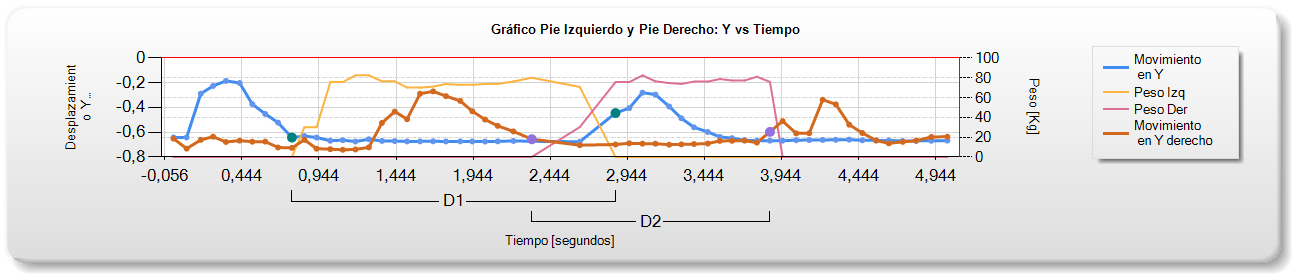 Gráfico Pie Izquierdo y Pie Derecho: Y vs Tiempo
Desplazament
o Y...
0
-0,2
-0,4
-0,6
-0,8
100
80
60
40
20
0
Peso [Kg]
-0,056 0,444 0,944 1,444 1,944 2,444 2,944 3,444 3,944 4,444 4,944
D1
D2
Tiempo [segundos]
Movimiento
en Y
Peso Izq
Peso Der
Movimiento
en Y derecho